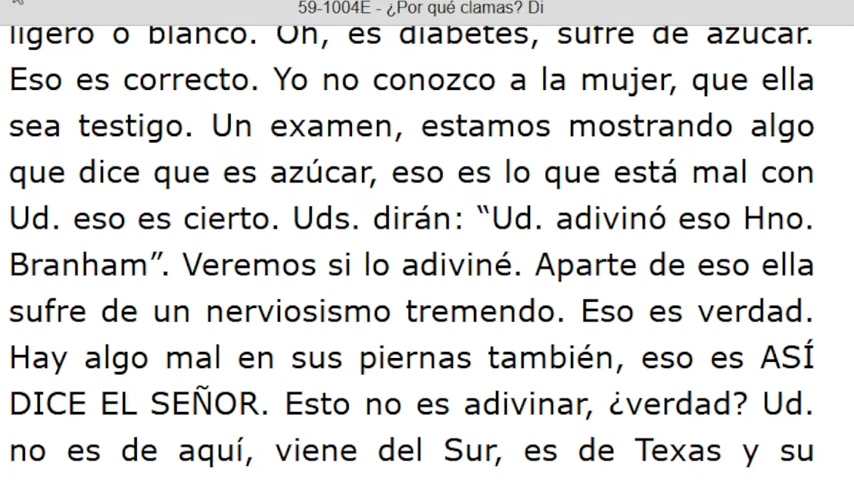 59-1004E - ¿Por qué clamas? Di
ligero o blanco. Oh, es diabetes, sufre de azúcar.
Eso es correcto. Yo no conozco a la mujer, que ella
sea testigo. Un examen, estamos mostrando algo
que dice que es azúcar, eso es lo que está mal con
Ud. eso es cierto. Uds. dirán: “Ud. adivinó eso Hno.
Branham”. Veremos si lo adiviné. Aparte de eso ella
sufre de un nerviosismo tremendo. Eso es verdad.
Hay algo mal en sus piernas también, eso es ASÍ
DICE EL SEÑOR. Esto no es adivinar, ¿verdad? Ud.
no es de aquí, viene del Sur, es de Texas y su